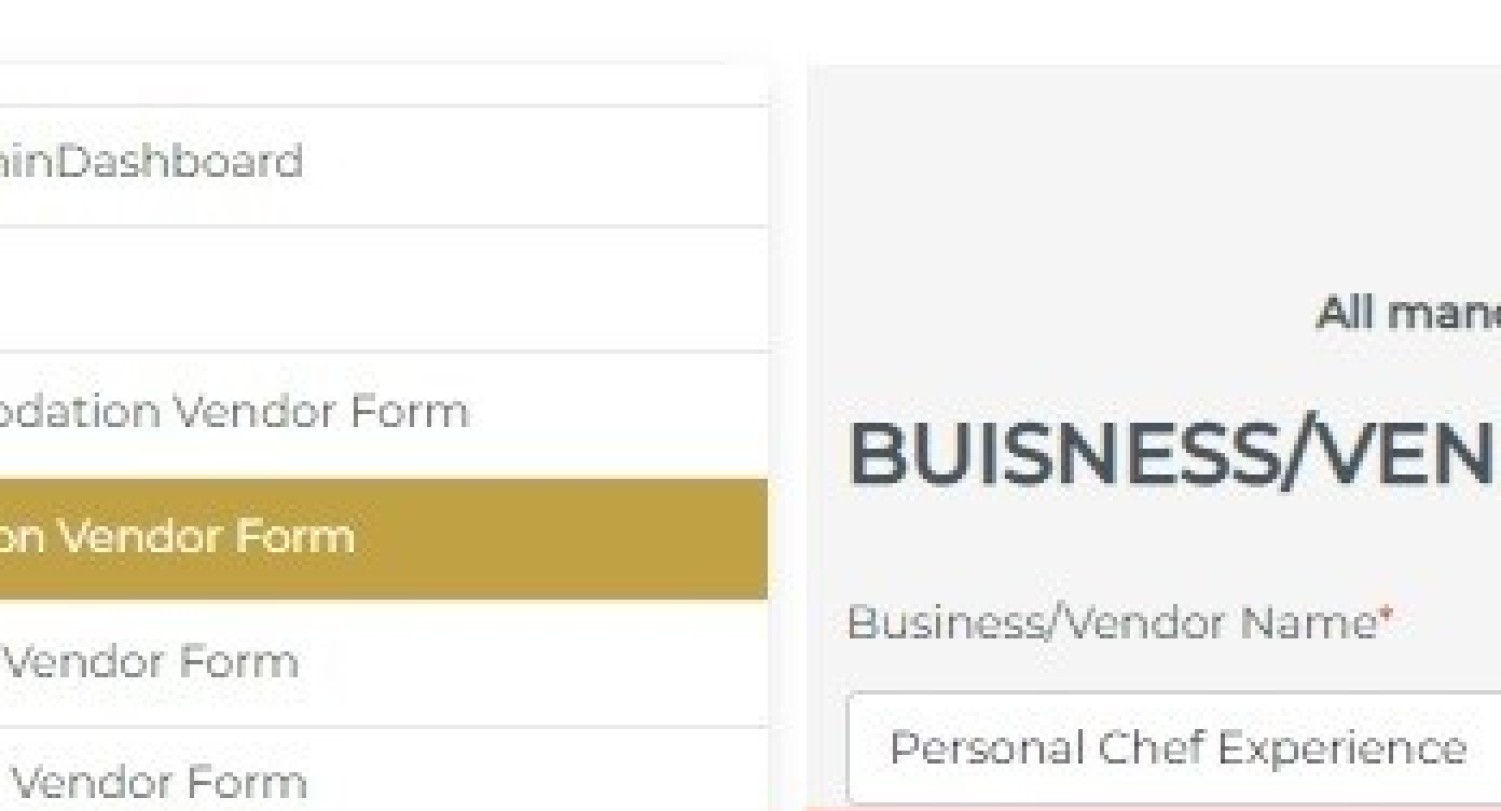 minDashboard
odation Vendor Form
on Vendor Form
Vendor Form
Vendor Form
All mand
BUISNESS/VEN
Business/Vendor Name*
Personal Chef Experience